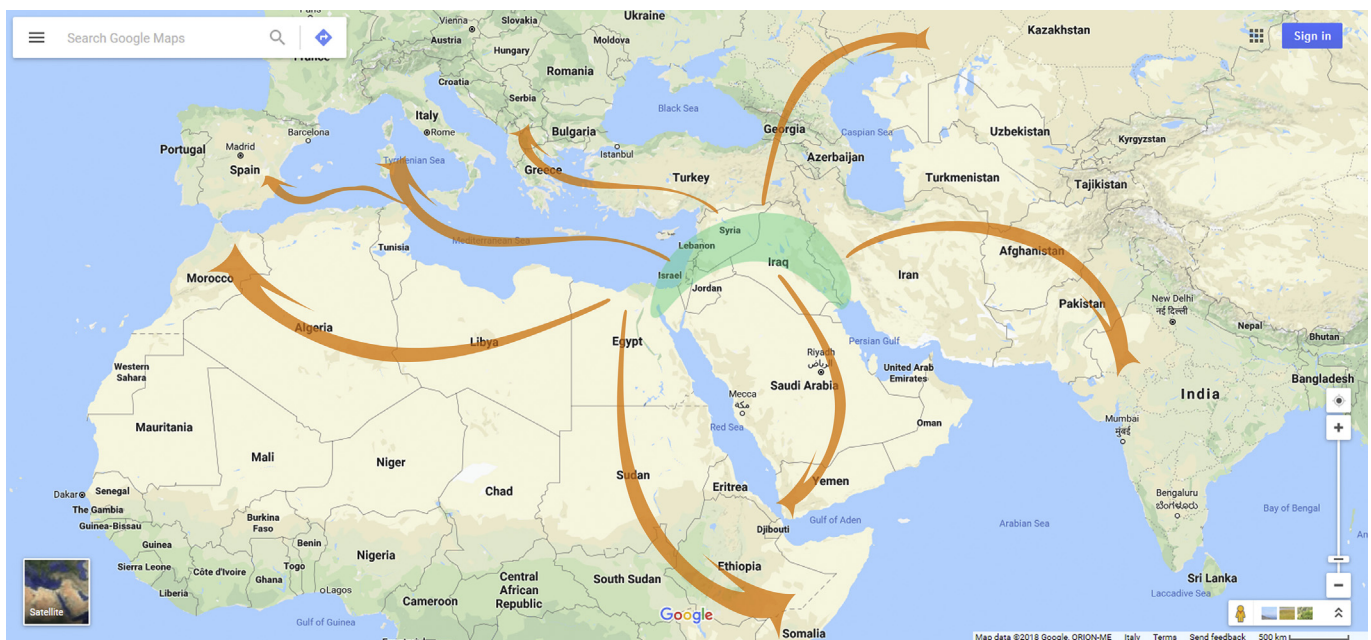 Search Google Maps
Sign in
Paris
France
Vienna
Slovakia
Ukraine
Kazakhstan
Austria
Hungary
Moldova
Croatia
Romania
Serbia
Italy
Rome
Bulgaria
Black Sea
Georgia
Caspian Sea
Uzbekistan
Kyrgyzstan
Barcelona
Portugal
Madrid
Spain
Tyrrhenian Sea
Istanbul
Greece
Turkey
Azerbaijan
Turkmenistan
Tajikistan
Tunisia
Mediterranean Sea
Syria
Lebanon
Iraq
Israel
Jordan
Iran
Afghanistan
Pakistan
New Delhi
नई दिल्ली
Nepal
Bhutan
Morocco
Algeria
Libya
Egypt
Persian Gulf
Riyadh
الرياض
Saudi Arabia
United Arab
Emirates
Bangladesh
India
Western
Sahara
Mecca
مكة
Red Sea
Oman
Mumbai
मुंबई
Mauritania
Mali
Niger
Chad
Sudan
Eritrea
Yemen
Dakar
Senegal
The Gambia
Guinea-Bissau
Burkina
Faso
Djibouti
Gulf of Aden
Arabian Sea
Bengaluru
ಬೆಂಗಳೂರು
Bay of Bengal
Guinea
Benin
Sierra Leone
Côte d'Ivoire
Togo
Ghana
Nigeria
Liberia
Lagos
Cameroon
Central
African
Republic
South Sudan
Ethiopia
Sri Lanka
Laccadive Sea
Satellite
Gulf of Guinea
Google
Somalia
Map data ©2018 Google, ORION-ME Italy Terms Send feedback 500 km